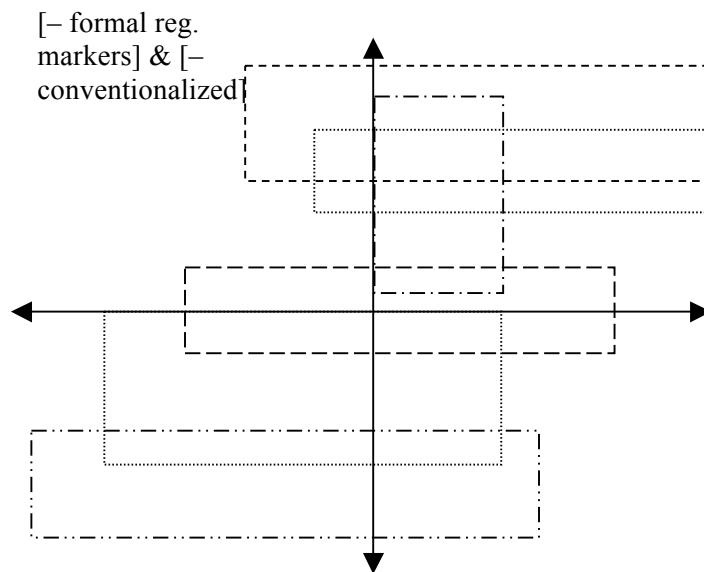 [– formal reg.
markers] & [–
conventionalized]